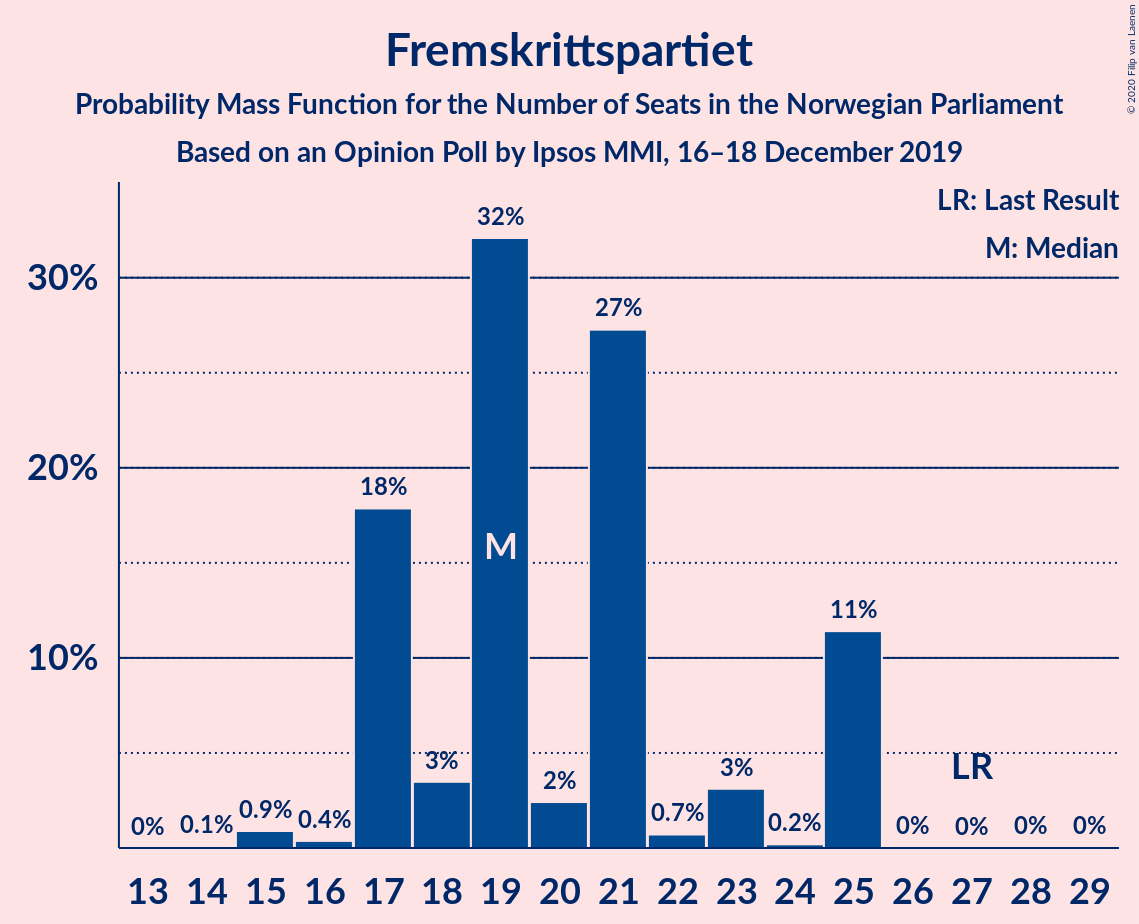 Fremskrittspartiet
Probability Mass Function for the Number of Seats in the Norwegian Parliament
Based on an Opinion Poll by Ipsos MMI, 16–18 December 2019
© 2020 Filip van Laenen
LR: Last Result
M: Median
30%
20%
10%
0% 0.1% 0.9% 0.4% 18% 3% 32% 2% 27% 0.7% 3% 0.2% 11% 0% 0% 0% 0%
M
LR
13 14 15 16 17 18 19 20 21 22 23 24 25 26 27 28 29